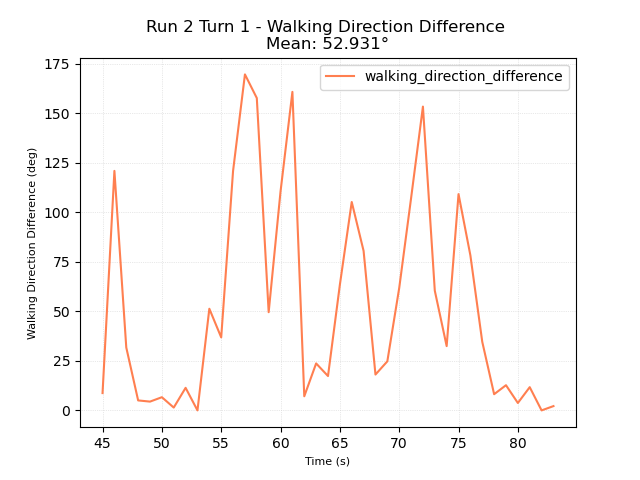 Run 2 Turn 1 - Walking Direction Difference
Mean: 52.931°
walking_direction_difference
Walking Direction Difference (deg)
175
150
125
100
75
50
25
0
45 50 55 60 65 70 75 80
Time (s)